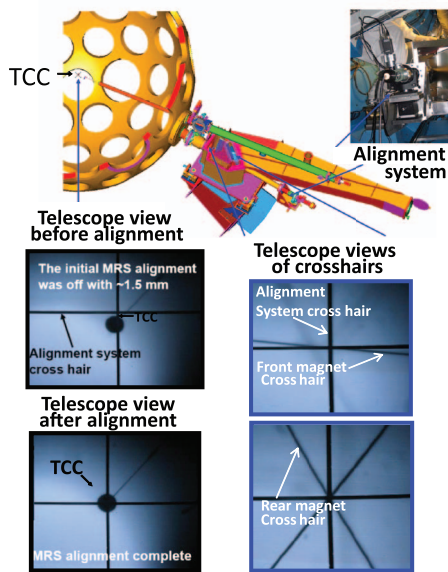 TCC
Alignment
system
Telescope view
before alignment
The initial MRS alignment
was off with ~1.5 mm
TCC
Alignment system
cross hair
Telescope view
after alignment
TCC
MRS alignment complete
Telescope views
of crosshairs
Alignment
System cross hair
Front magnet
Cross hair
Rear magnet
Cross hair